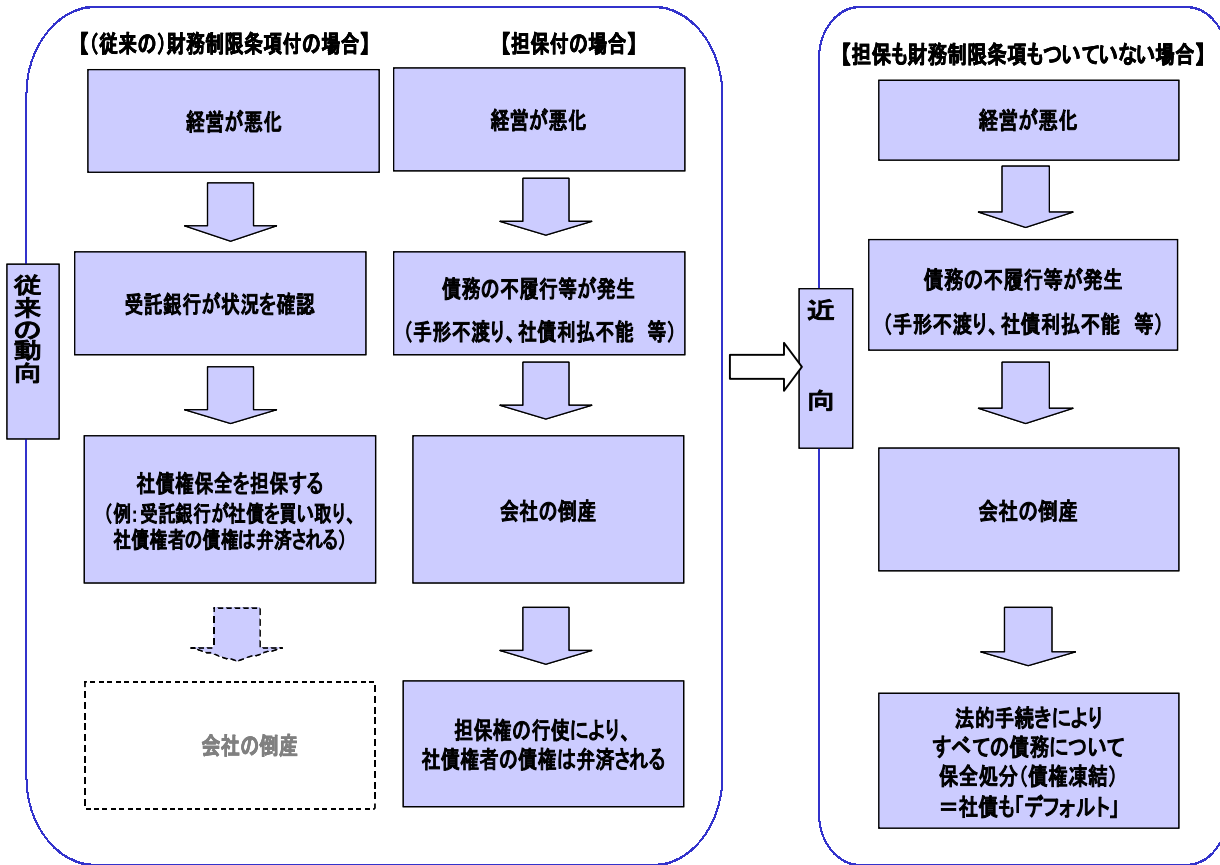 【(従来の)財務制限条項付の場合】
経営が悪化
受託銀行が状況を確認
社債権保全を担保する
(例:受託銀行が社債を買い取り、
社債権者の債権は弁済される)
会社の倒産
【担保付の場合】
経営が悪化
債務の不履行等が発生
(手形不渡り、社債利払不能 等)
会社の倒産
担保権の行使により、
社債権者の債権は弁済される
従来の動向
【担保も財務制限条項もついていない場合】
経営が悪化
債務の不履行等が発生
(手形不渡り、社債利払不能 等)
会社の倒産
法的手続きにより
すべての債務について
保全処分(債権凍結)
=社債も「デフォルト」
近 向